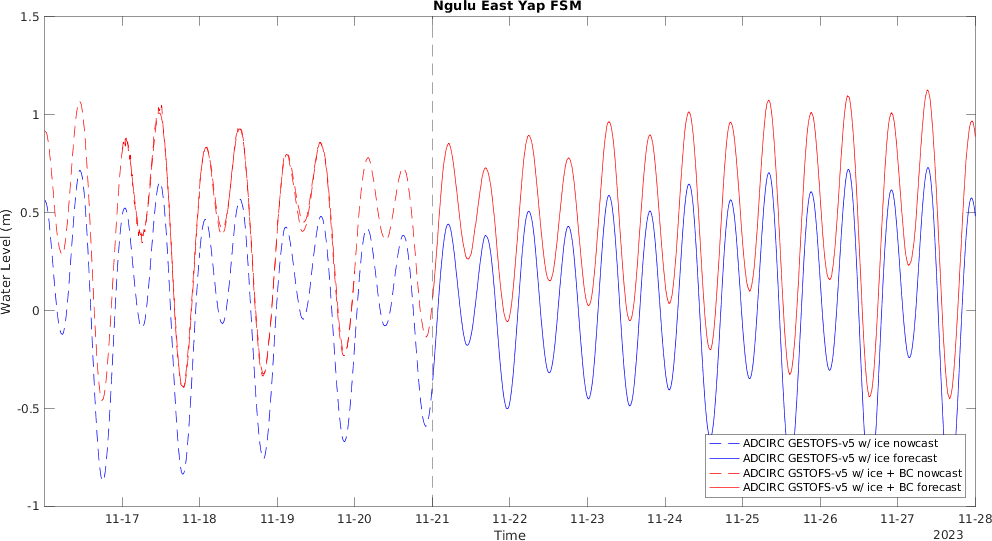 Ngulu East Yap FSM
1.5
1
0.5
0
-0.5
-1
Water Level (m)
ADCIRC GESTOFS-v5 w/ ice nowcast
ADCIRC GESTOFS-v5 w/ ice forecast
ADCIRC GSTOFS-v5 w/ ice + BC nowcast
ADCIRC GSTOFS-v5 w/ ice + BC forecast
11-17 11-18 11-19 11-20 11-21 11-22 11-23 11-24 11-25 11-26 11-27 11-28
Time
2023